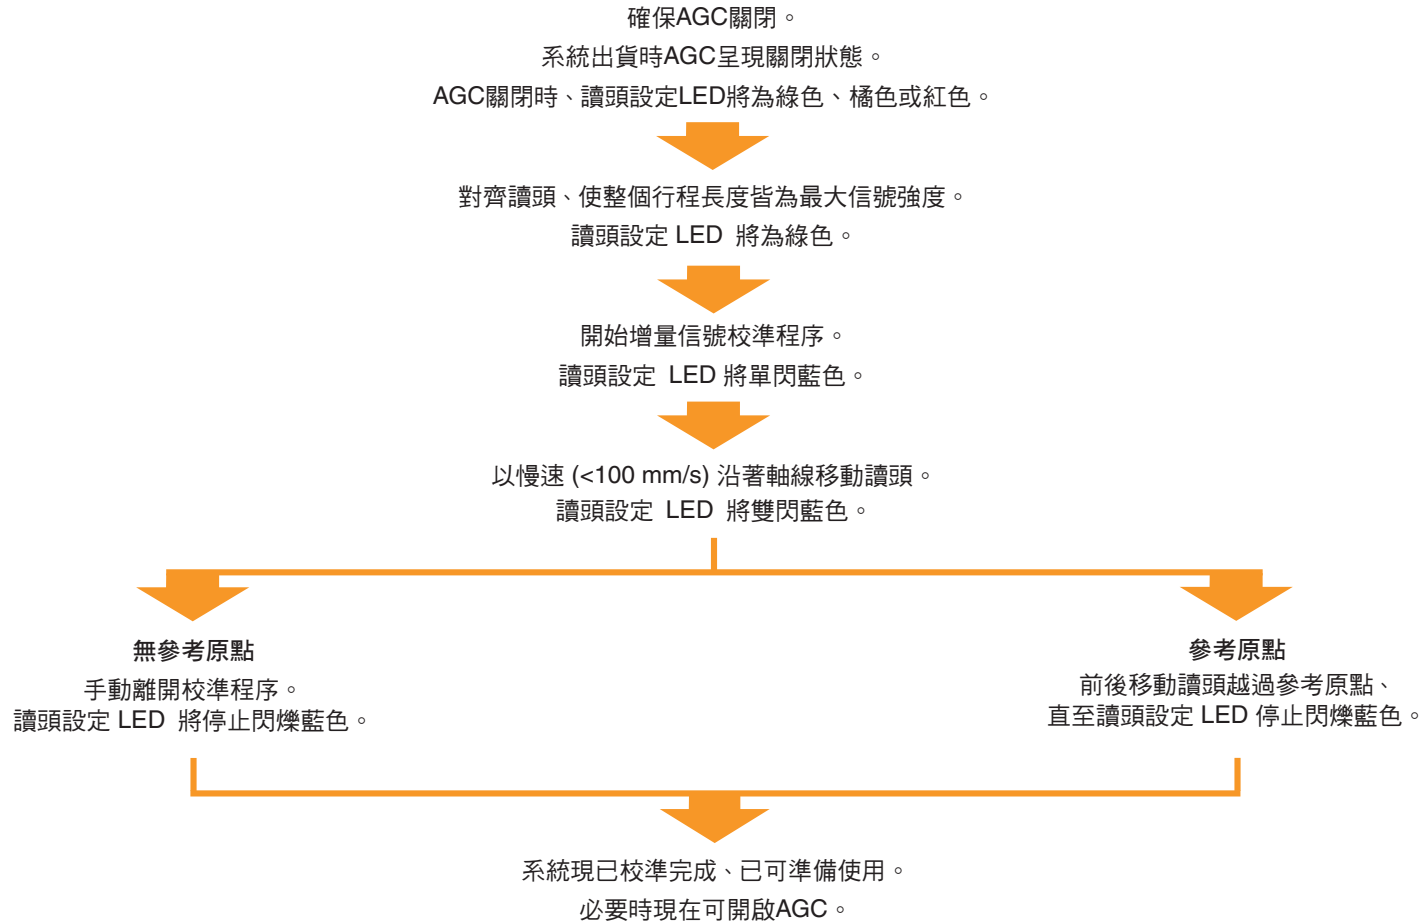 確保AGC關閉。
系統出貨時AGC呈現關閉狀態。
AGC關閉時、讀頭設定LED將為綠色、橘色或紅色。
對齊讀頭、使整個行程長度皆為最大信號強度。
讀頭設定 LED 將為綠色。
開始增量信號校準程序。
讀頭設定 LED 將單閃藍色。
以慢速 (<100 mm/s) 沿著軸線移動讀頭。
讀頭設定 LED 將雙閃藍色。
無參考原點
手動離開校準程序。
讀頭設定 LED 將停止閃爍藍色。
參考原點
前後移動讀頭越過參考原點、
直至讀頭設定 LED 停止閃爍藍色。
系統現已校準完成、已可準備使用。
必要時現在可開啟AGC。